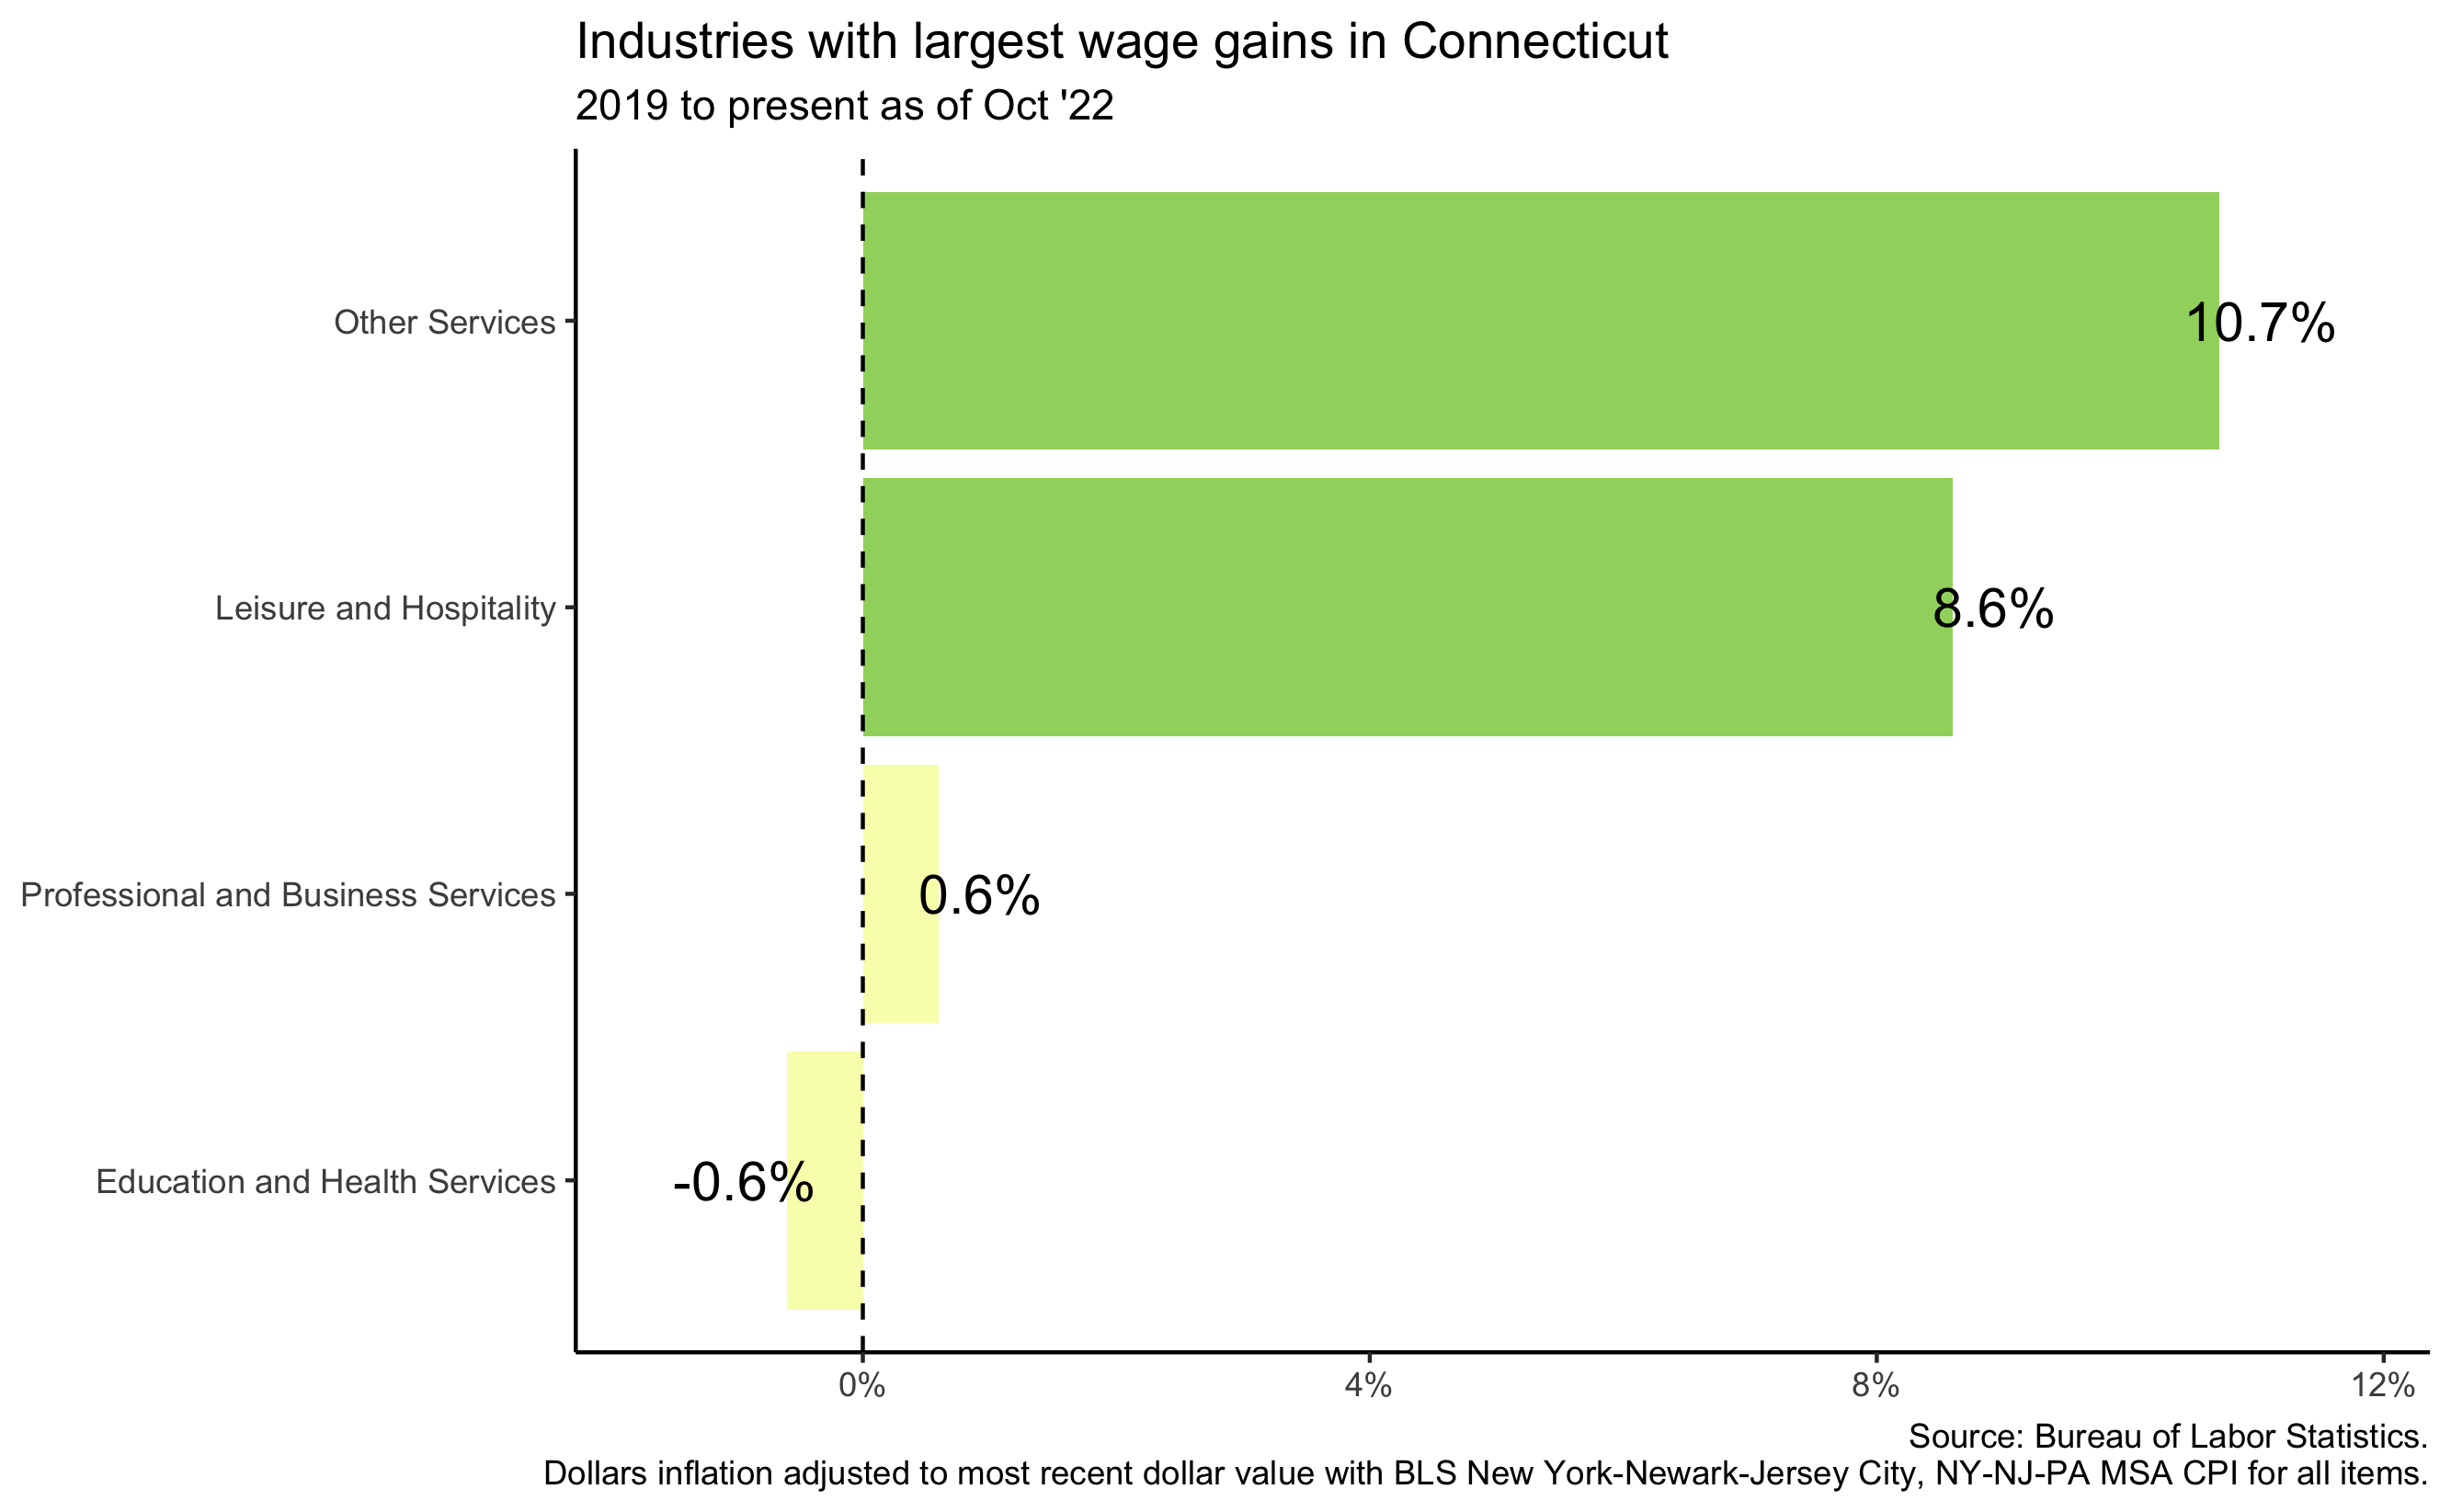 Industries with largest wage gains in Connecticut
2019 to present as of Oct '22
Other Services
10.7%
Leisure and Hospitality
8.6%
Professional and Business Services
0.6%
Education and Health Services
-0.6%
0%
4%
8%
12%
Source: Bureau of Labor Statistics.
Dollars inflation adjusted to most recent dollar value with BLS New York-Newark-Jersey City, NY-NJ-PA MSA CPI for all items.